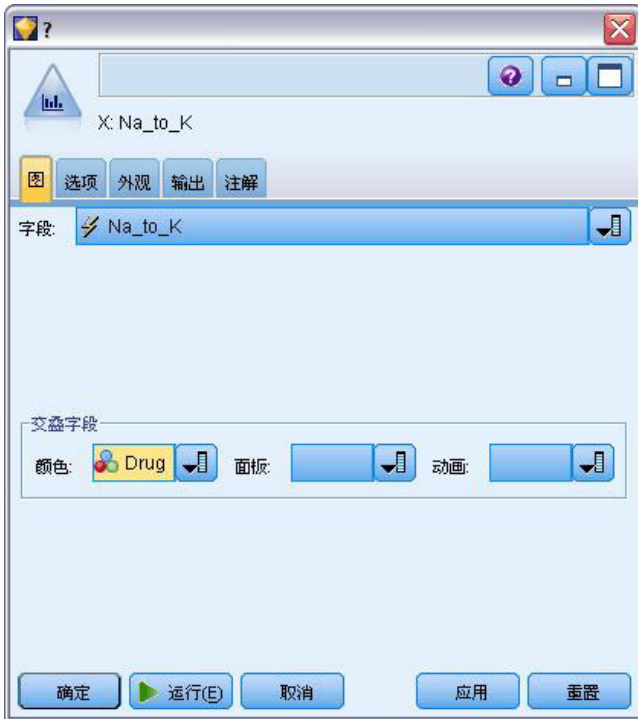 ?
X: Na_to_K
图 选项 外观 输出 注解
字段: Na_to_K
交叠字段
颜色: Drug 面板: 动画:
确定 运行(E) 取消 应用 重置